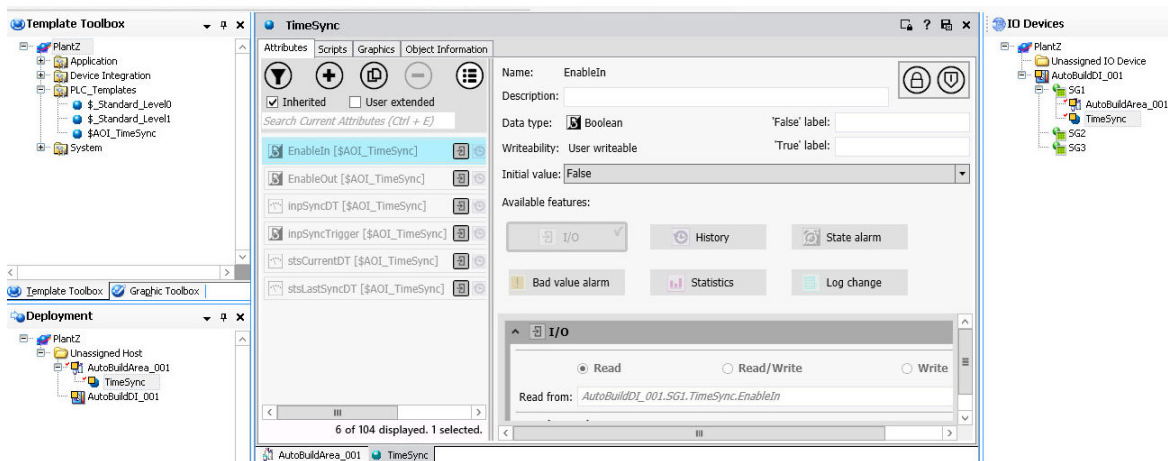 Template Toolbox
PlantZ
Application
Device Integration
PLC_Templates
$_Standard_Level0
$_Standard_Level1
$AOI_TimeSync
System
Template Toolbox
Graphic Toolbox
Deployment
PlantZ
Unassigned Host
AutoBuildArea_001
TimeSync
AutoBuildDI_001
TimeSync
?
Attributes Scripts Graphics Object Information
Inherited User extended
Search Current Attributes (Ctrl + E)
EnableIn [$AOI_TimeSync]
EnableOut [$AOI_TimeSync]
inpSyncDT [$AOI_TimeSync]
inpSyncTrigger [$AOI_TimeSync]
stsCurrentDT [$AOI_TimeSync]
stsLastSyncDT [$AOI_TimeSync]
6 of 104 displayed. 1 selected.
Name: EnableIn
Description:
Data type: Boolean 'False' label:
Writeability: User writeable 'True' label:
Initial value: False
Available features:
I/O History State alarm
Bad value alarm Statistics Log change
I/O
Read Read/Write Write
Read from: AutoBuildDI_001.SG1.TimeSync.EnableIn
AutoBuildArea_001 TimeSync
IO Devices
PlantZ
Unassigned IO Device
AutoBuildDI_001
SG1
AutoBuildArea_001
TimeSync
SG2
SG3